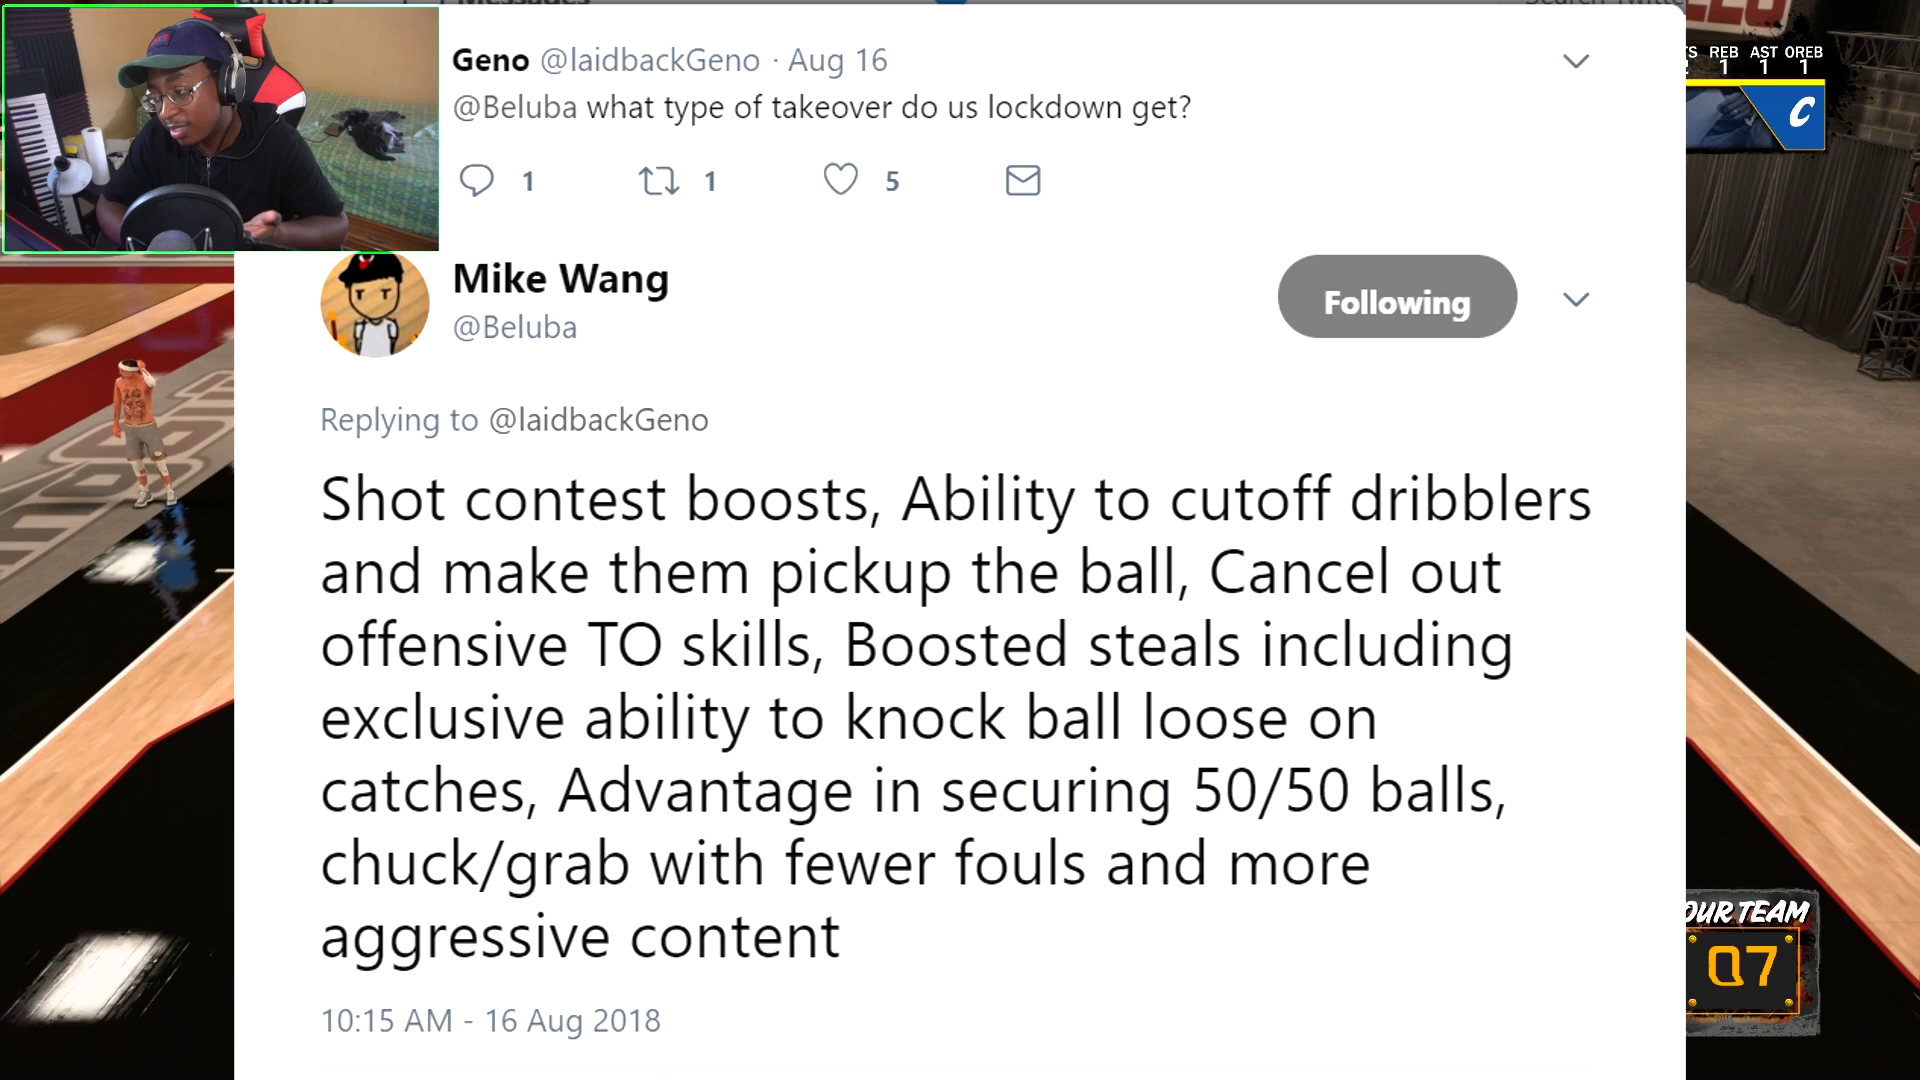 Messages
Geno @laidbackGeno · Aug 16
@Beluba what type of takeover do us lockdown get?
1 1 5
Mike Wang
@Beluba
Following
Replying to @laidbackGeno
Shot contest boosts, Ability to cutoff dribblers
and make them pickup the ball, Cancel out
offensive TO skills, Boosted steals including
exclusive ability to knock ball loose on
catches, Advantage in securing 50/50 balls,
chuck/grab with fewer fouls and more
aggressive content
10:15 AM - 16 Aug 2018
REB AST OREB
1 1 1
C
OUR TEAM
07